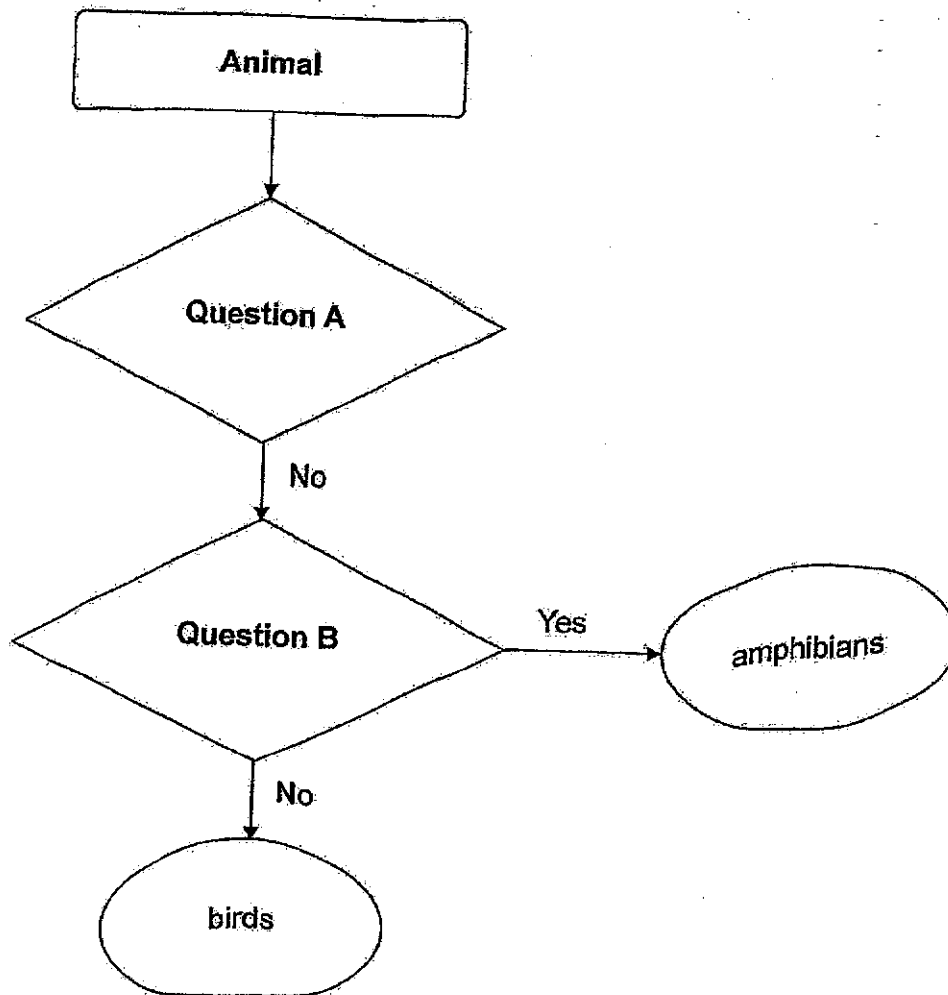 Animal
Question A
No
Question B
Yes
amphibians
No
birds